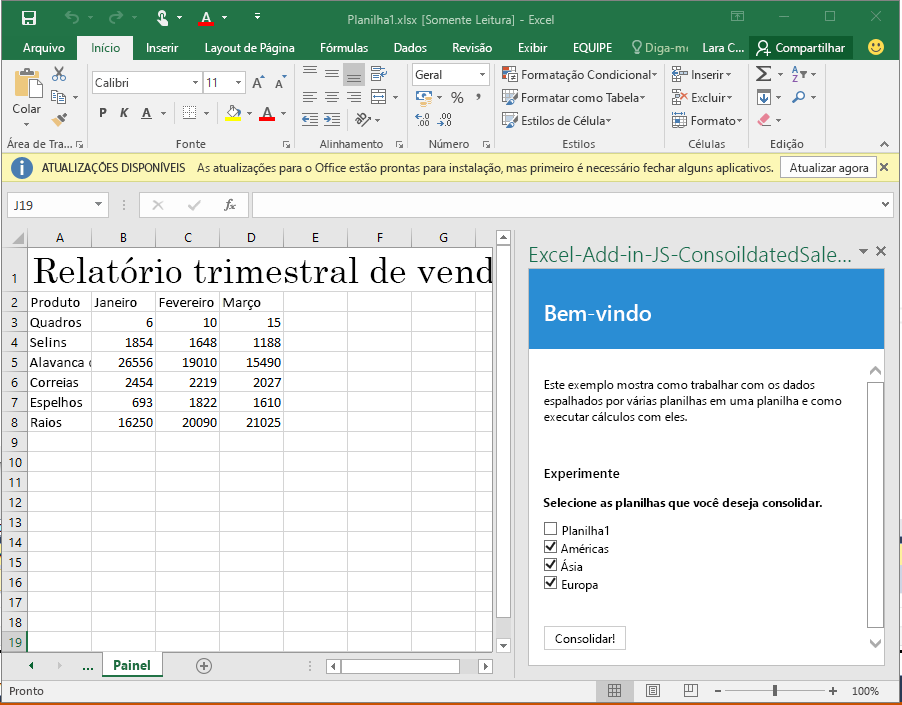 Planilha1.xlsx [Somente Leitura] - Excel
Arquivo Início Inserir Layout de Página Fórmulas Dados Revisão Exibir EQUIPE Diga-m Lara C... Compartilhar
Colar
Calibri 11
N K A
Geral
%
Formatação Condicional
Formatar como Tabela
Estilos de Célula
Inserir
Excluir
Formato
Área de Tra... Fonte Alinhamento Número Estilos Células Edição
ATUALIZAÇÕES DISPONÍVEIS As atualizações para o Office estão prontas para instalação, mas primeiro é necessário fechar alguns aplicativos. Atualizar agora
J19 fx
A B C D E F G
1 Relatório trimestral de vend
2 Produto Janeiro Fevereiro Março
3 Quadros 6 10 15
4 Selins 1854 1648 1188
5 Alavanca 26556 19010 15490
6 Correias 2454 2219 2027
7 Espelhos 693 1822 1610
8 Raios 16250 20090 21025
9
10
11
12
13
14
15
16
17
18
19
Excel-Add-in-JS-ConsoildatedSale...
Bem-vindo
Este exemplo mostra como trabalhar com os dados
espalhados por várias planilhas em uma planilha e como
executar cálculos com eles.
Experimente
Selecione as planilhas que você deseja consolidar.
Planilha1
Américas
Ásia
Europa
Consolidar!
... Painel
Pronto 100%